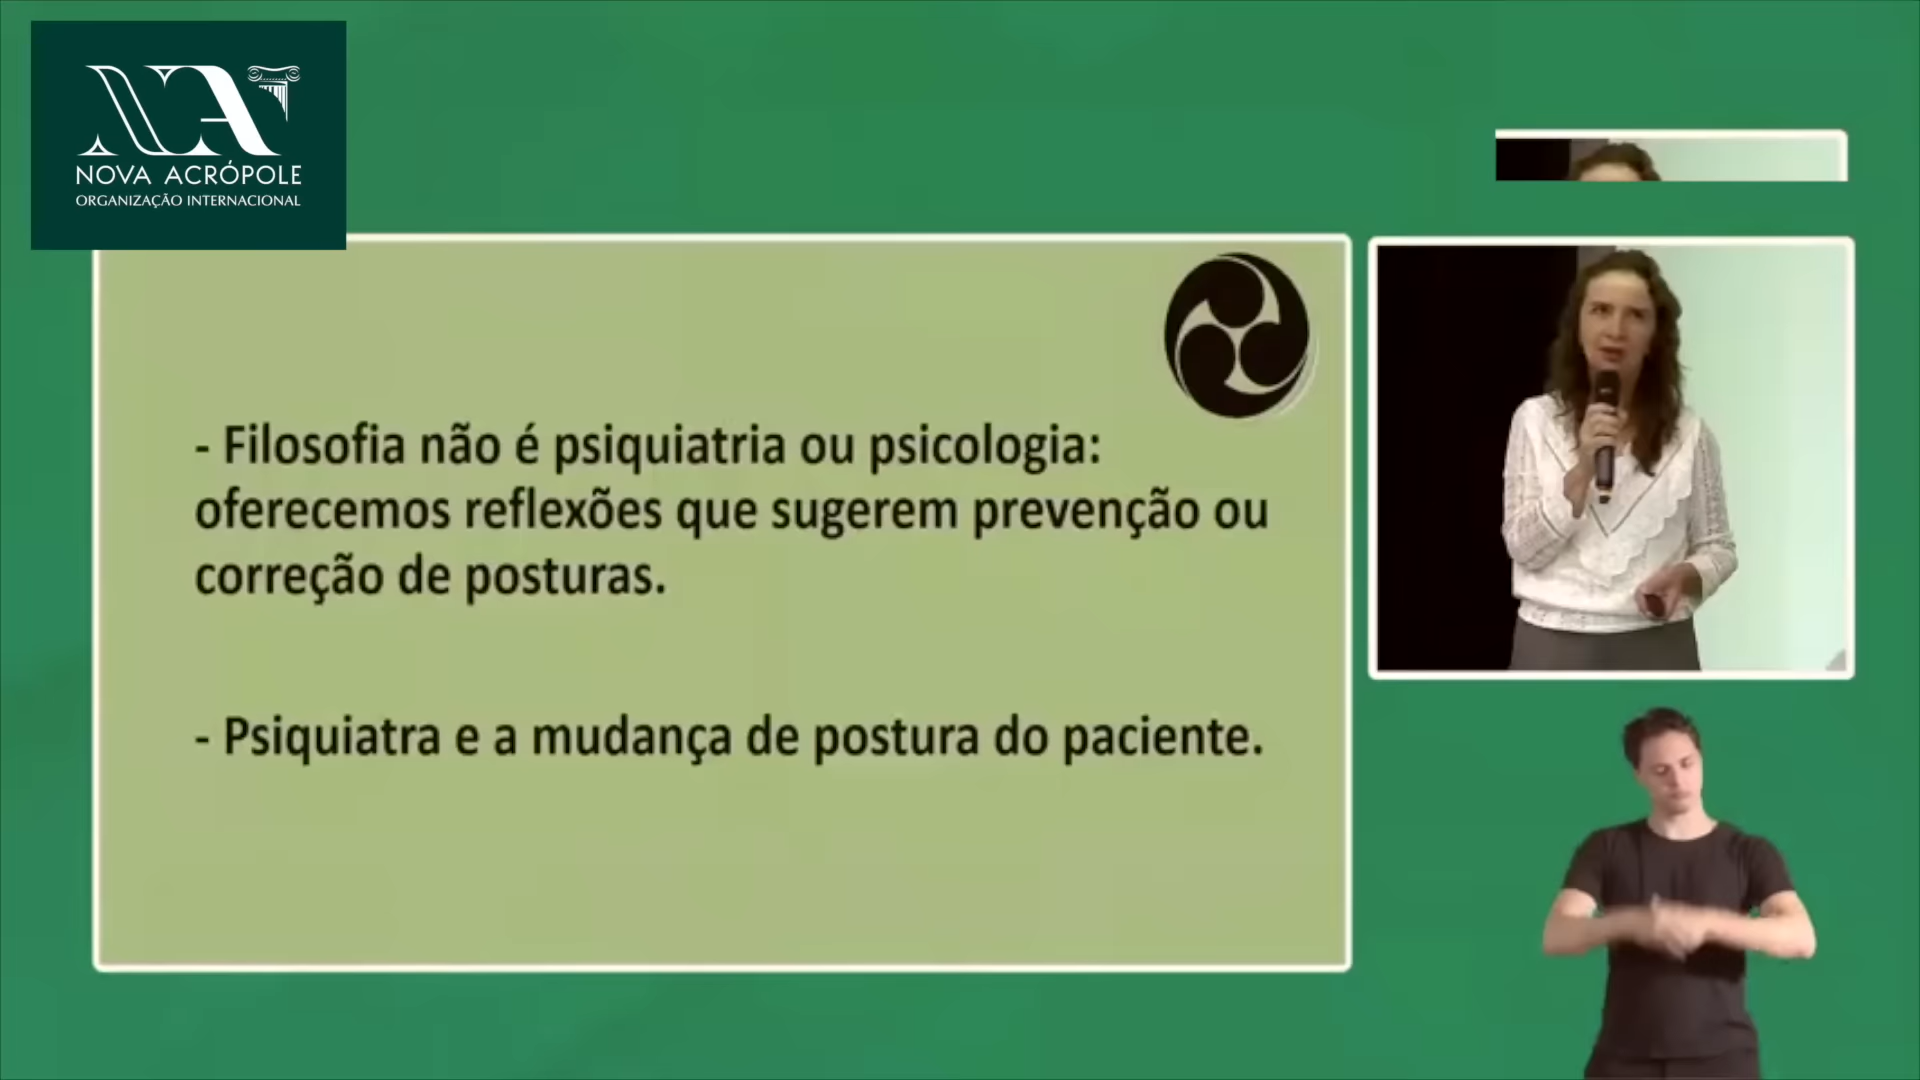 NOVA ACRÓPOLE
ORGANIZAÇÃO INTERNACIONAL
- Filosofia não é psiquiatria ou psicologia:
oferecemos reflexões que sugerem prevenção ou
correção de posturas.
- Psiquiatra e a mudança de postura do paciente.